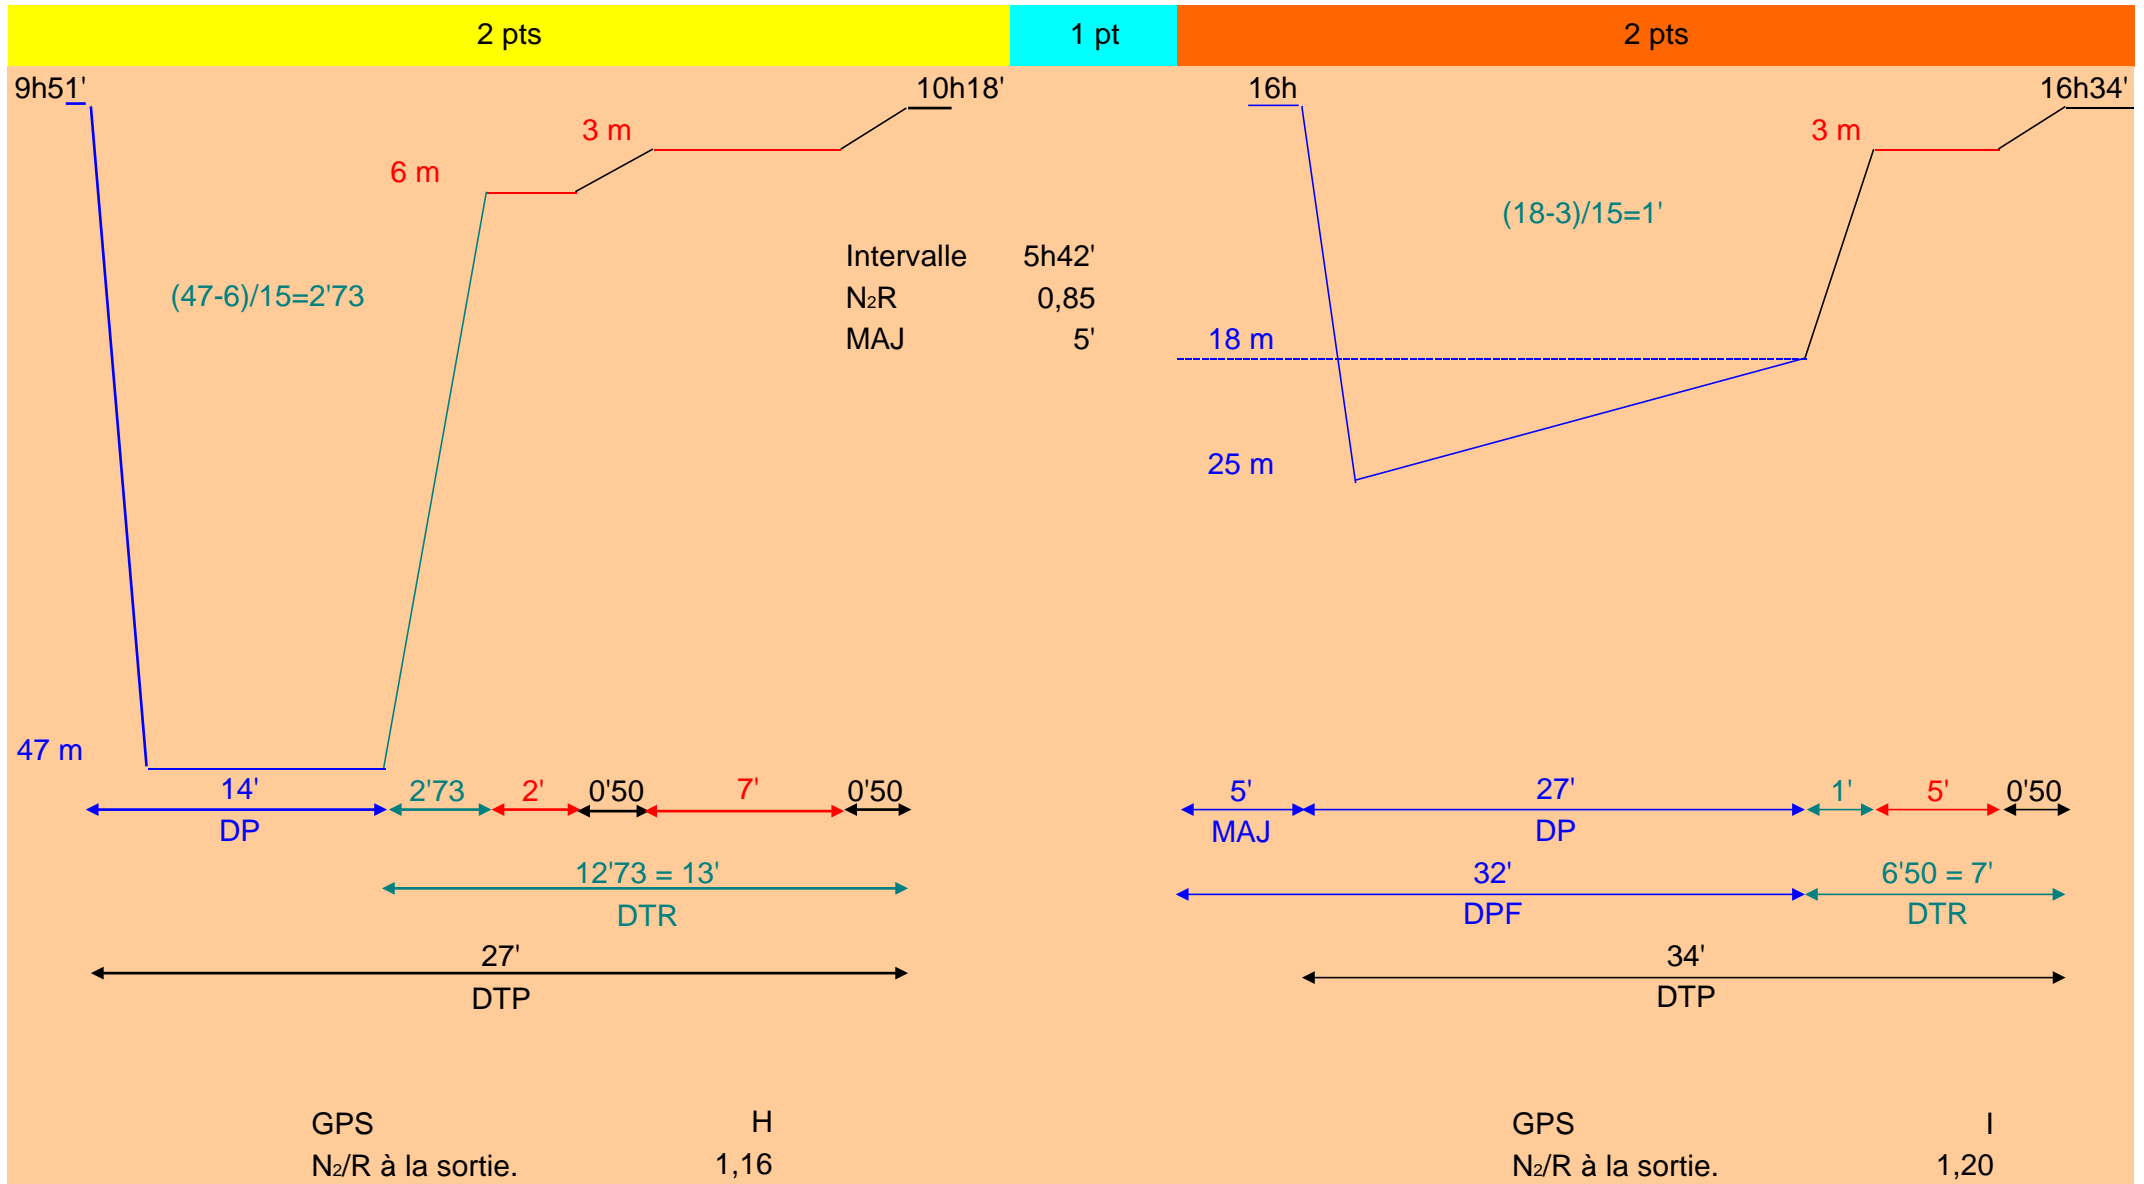 2 pts
1 pt
2 pts
9h51'
10h18'
16h
16h34'
3 m
3 m
6 m
(18-3)/15=1'
Intervalle 5h42'
(47-6)/15=2'73
N₂R 0,85
MAJ 5'
18 m
25 m
47 m
14' 2'73 2' 0'50 7' 0'50
5' 27' 1' 5' 0'50
DP
MAJ DP
12'73 = 13'
32' 6'50 = 7'
DTR
DPF DTR
27'
34'
DTP
DTP
GPS H
GPS I
N₂/R à la sortie. 1,16
N₂/R à la sortie. 1,20